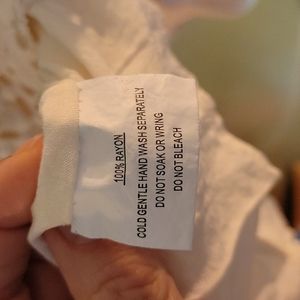 100% RAYON
COLD GENTLE HAND WASH SEPARATELY
DO NOT SOAK OR WRING
DO NOT BLEACH